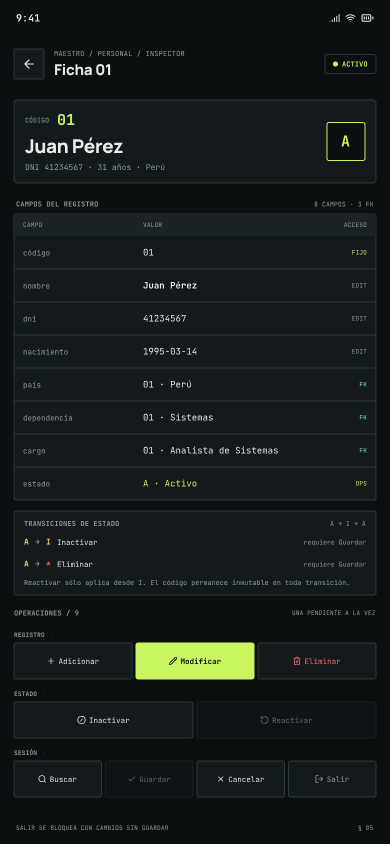 9:41
MAESTRO / PERSONAL / INSPECTOR
Ficha 01
ACTIVO
CÓDIGO 01
Juan Pérez
DNI 41234567 · 31 años · Perú
A
CAMPOS DEL REGISTRO 8 CAMPOS · 3 FK
CAMPO VALOR ACCESO
código 01 FIJO
nombre Juan Pérez EDIT
dni 41234567 EDIT
nacimiento 1995-03-14 EDIT
país 01 · Perú FK
dependencia 01 · Sistemas FK
cargo 01 · Analista de Sistemas FK
estado A · Activo OPS
TRANSICIONES DE ESTADO A → I → A
A → I Inactivar requiere Guardar
A → * Eliminar requiere Guardar
Reactivar sólo aplica desde I. El código permanece inmutable en toda transición.
OPERACIONES / 9 UNA PENDIENTE A LA VEZ
REGISTRO
Adicionar Modificar Eliminar
ESTADO
Inactivar Reactivar
SESIÓN
Buscar Guardar Cancelar Salir
SALIR SE BLOQUEA CON CAMBIOS SIN GUARDAR § 05